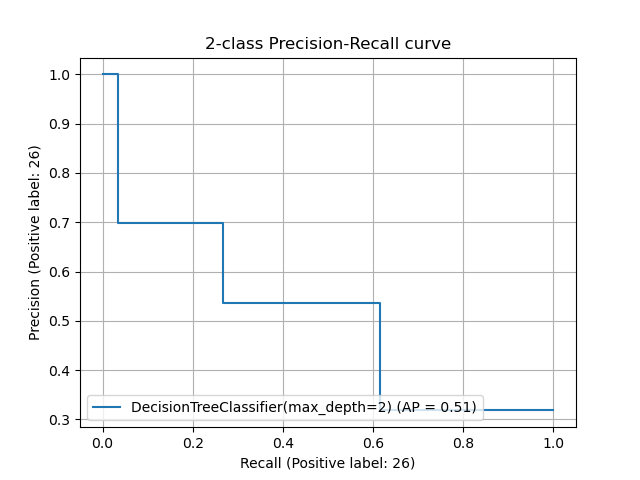 2-class Precision-Recall curve
Precision (Positive label: 26)
1.0
0.9
0.8
0.7
0.6
0.5
0.4
0.3
DecisionTreeClassifier(max_depth=2) (AP = 0.51)
0.0 0.2 0.4 0.6 0.8 1.0
Recall (Positive label: 26)